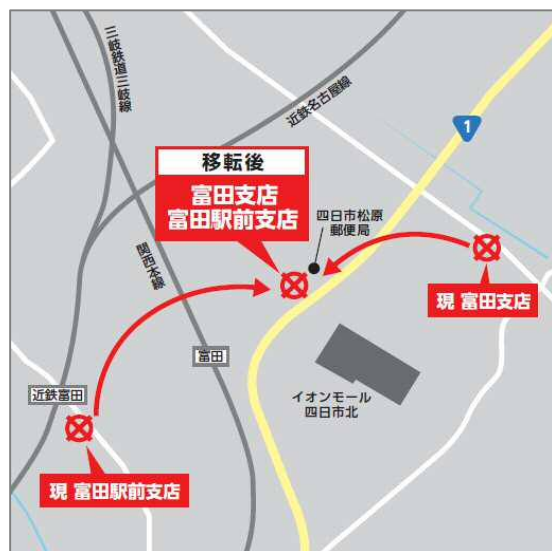 三岐鉄道三岐線
近鉄名古屋線
1
移転後
富田支店
富田駅前支店
四日市松原
郵便局
関西本線
現 富田支店
富田
イオンモール
四日市北
近鉄富田
現 富田駅前支店